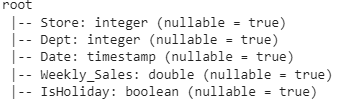 root
 |-- Store: integer (nullable = true)
 |-- Dept: integer (nullable = true)
 |-- Date: timestamp (nullable = true)
 |-- Weekly_Sales: double (nullable = true)
 |-- IsHoliday: boolean (nullable = true)